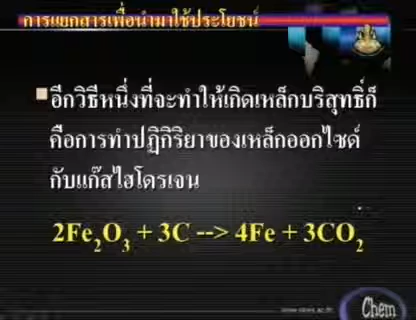 การแยกสารเพื่อนำมาใช้ประโยชน์
อีกวิธีหนึ่งที่จะทำให้เกิดเหล็กบริสุทธิ์ก็
คือการทำปฏิกิริยาของเหล็กออกไซด์
กับแก๊สไฮโดรเจน
2Fe₂O₃ + 3C --> 4Fe + 3CO₂
Chem